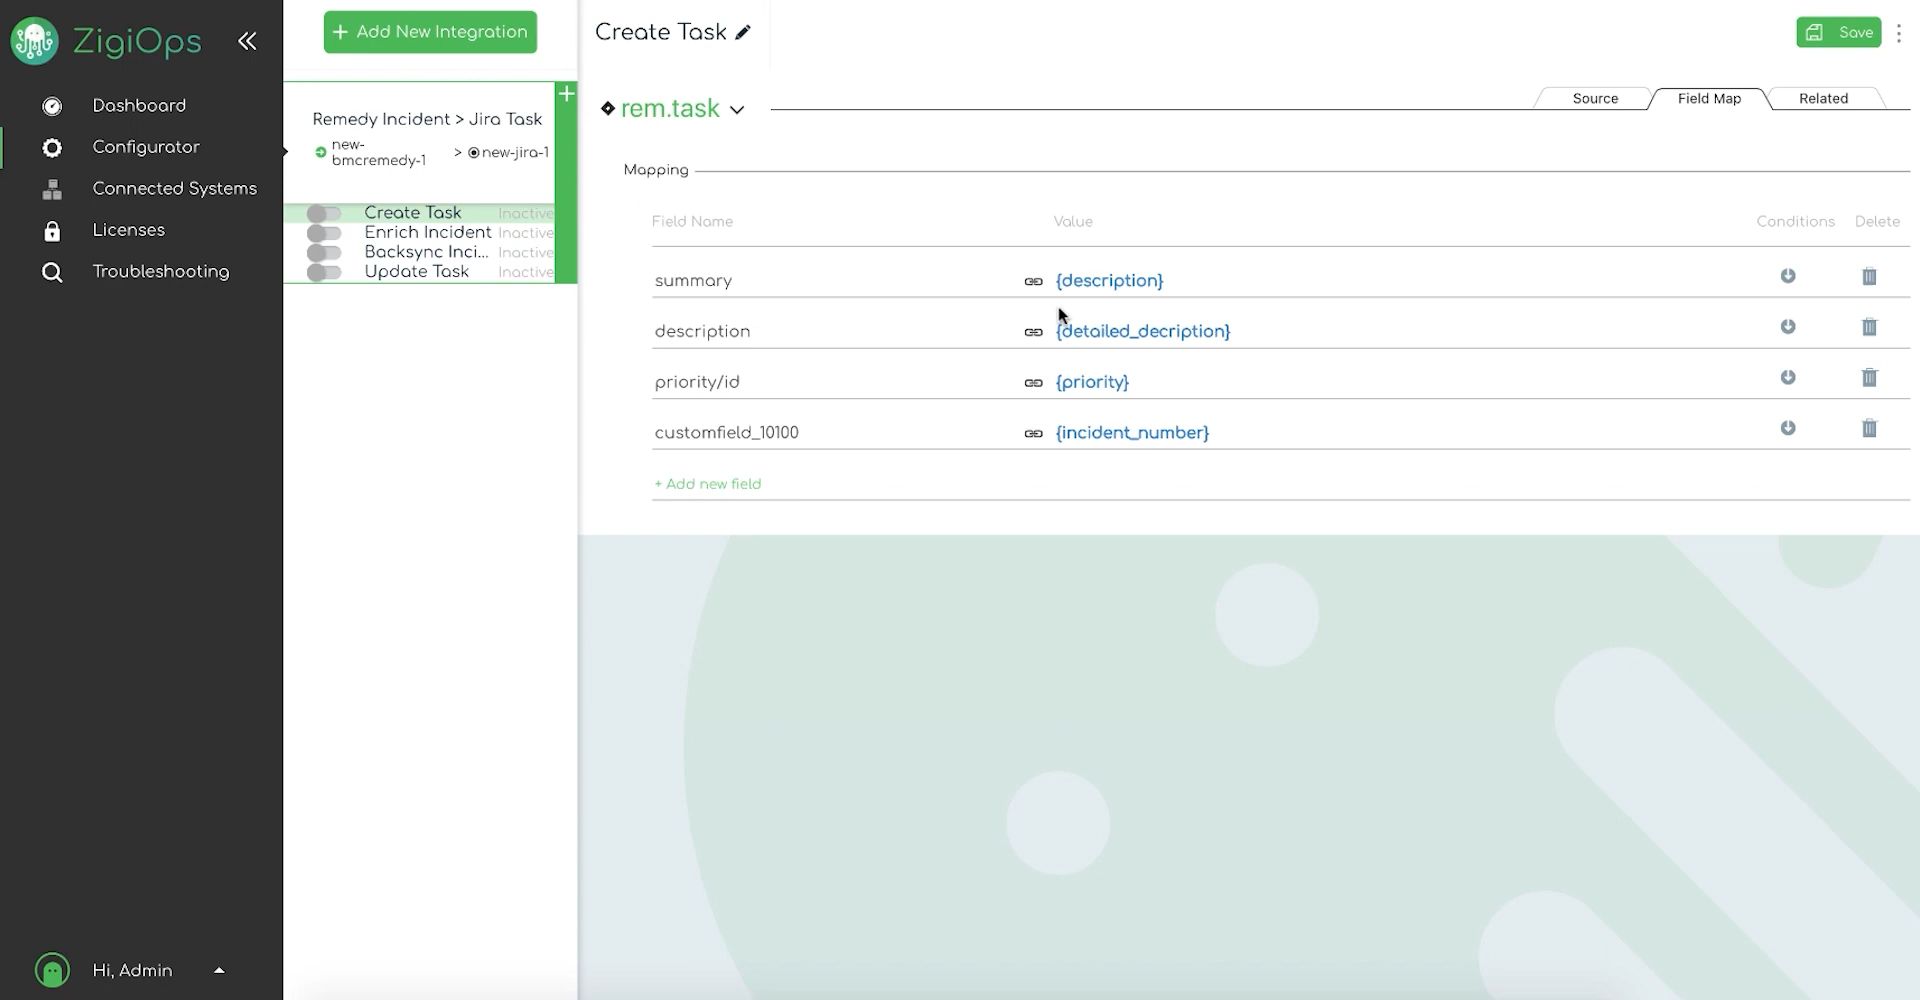 ZigiOps
Dashboard
Configurator
Connected Systems
Licenses
Troubleshooting
Hi, Admin
+ Add New Integration
+
Remedy Incident > Jira Task
new-
bmcremedy-1
> new-jira-1
Create Task Inactive
Enrich Incident Inactive
Backsync Inci... Inactive
Update Task Inactive
Create Task
Save
rem.task
Source Field Map Related
Mapping
Field Name Value Conditions Delete
summary {description}
description {detailed_decription}
priority/id {priority}
customfield_10100 {incident_number}
+ Add new field